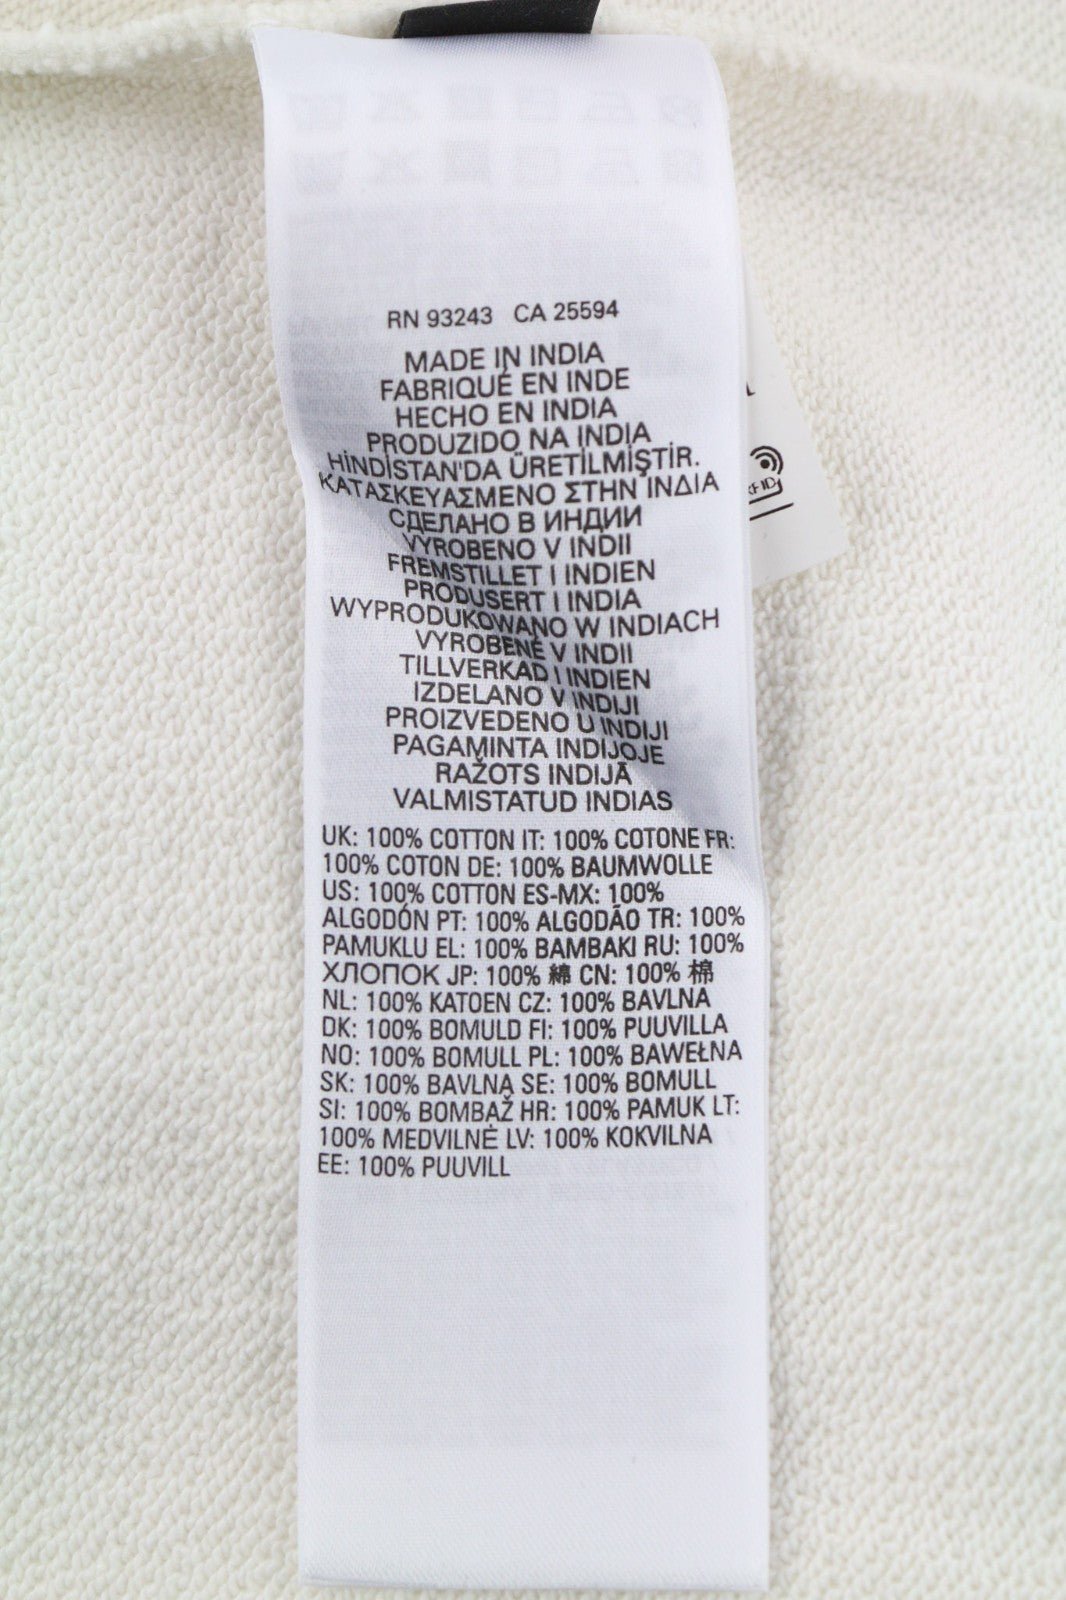 RN 93243 CA 25594
MADE IN INDIA
FABRIQUÉ EN INDE
HECHO EN INDIA
PRODUZIDO NA INDIA
HİNDİSTAN'DA ÜRETİLMİŞTİR.
ΚΑΤΑΣΚΕΥΑΣΜΕΝΟ ΣΤΗΝ ΙΝΔΙΑ
СДЕЛАНО В ИНДИИ
VYROBENO V INDII
FREMSTILLET I INDIEN
PRODUSERT I INDIA
WYPRODUKOWANO W INDIACH
VYROBENÉ V INDII
TILLVERKAD I INDIEN
IZDELANO V INDIJI
PROIZVEDENO U INDIJI
PAGAMINTA INDIJOJE
RAŽOTS INDIJĀ
VALMISTATUD INDIAS
UK: 100% COTTON IT: 100% COTONE FR:
100% COTON DE: 100% BAUMWOLLE
US: 100% COTTON ES-MX: 100%
ALGODÓN PT: 100% ALGODÃO TR: 100%
PAMUKLU EL: 100% ΒΑΜΒΑΚΙ RU: 100%
ХЛОПОК JP: 100% 綿 CN: 100% 棉
NL: 100% KATOEN CZ: 100% BAVLNA
DK: 100% BOMULD FI: 100% PUUVILLA
NO: 100% BOMULL PL: 100% BAWEŁNA
SK: 100% BAVLNA SE: 100% BOMULL
SI: 100% BOMBAŽ HR: 100% PAMUK LT:
100% MEDVILNĖ LV: 100% KOKVILNA
EE: 100% PUUVILL